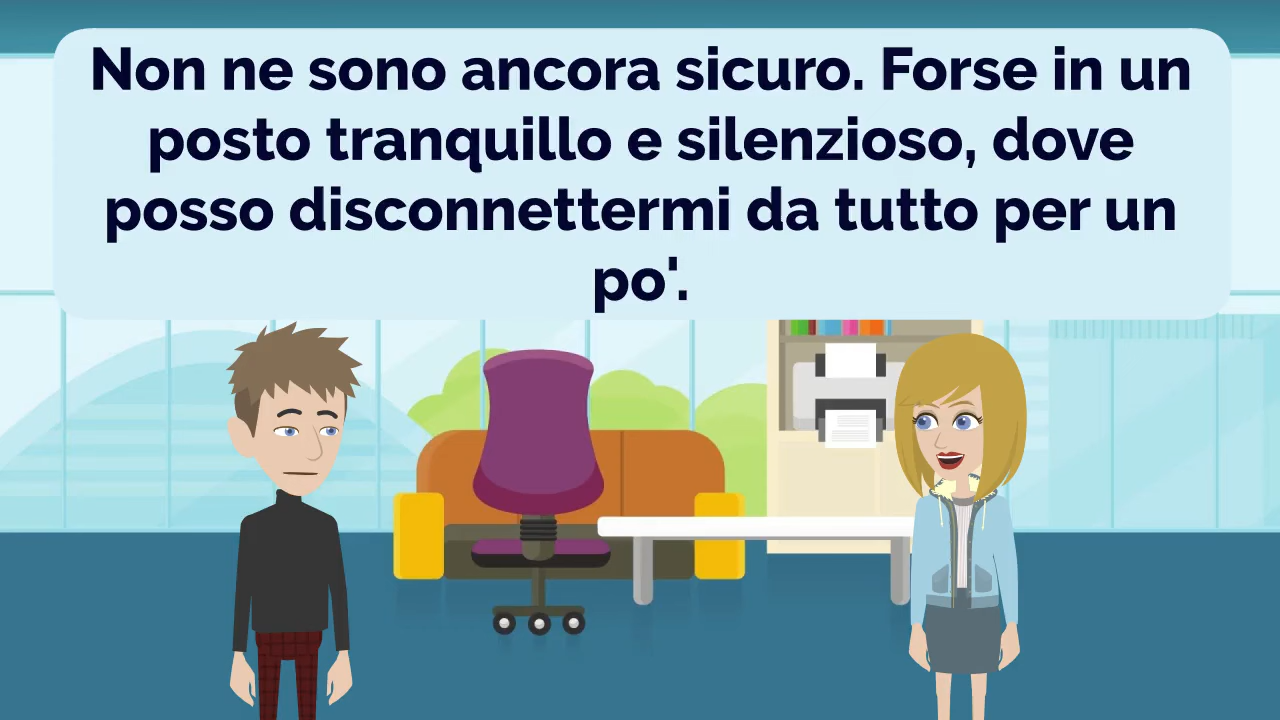 Non ne sono ancora sicuro. Forse in un
posto tranquillo e silenzioso, dove
posso disconnettermi da tutto per un
po'.